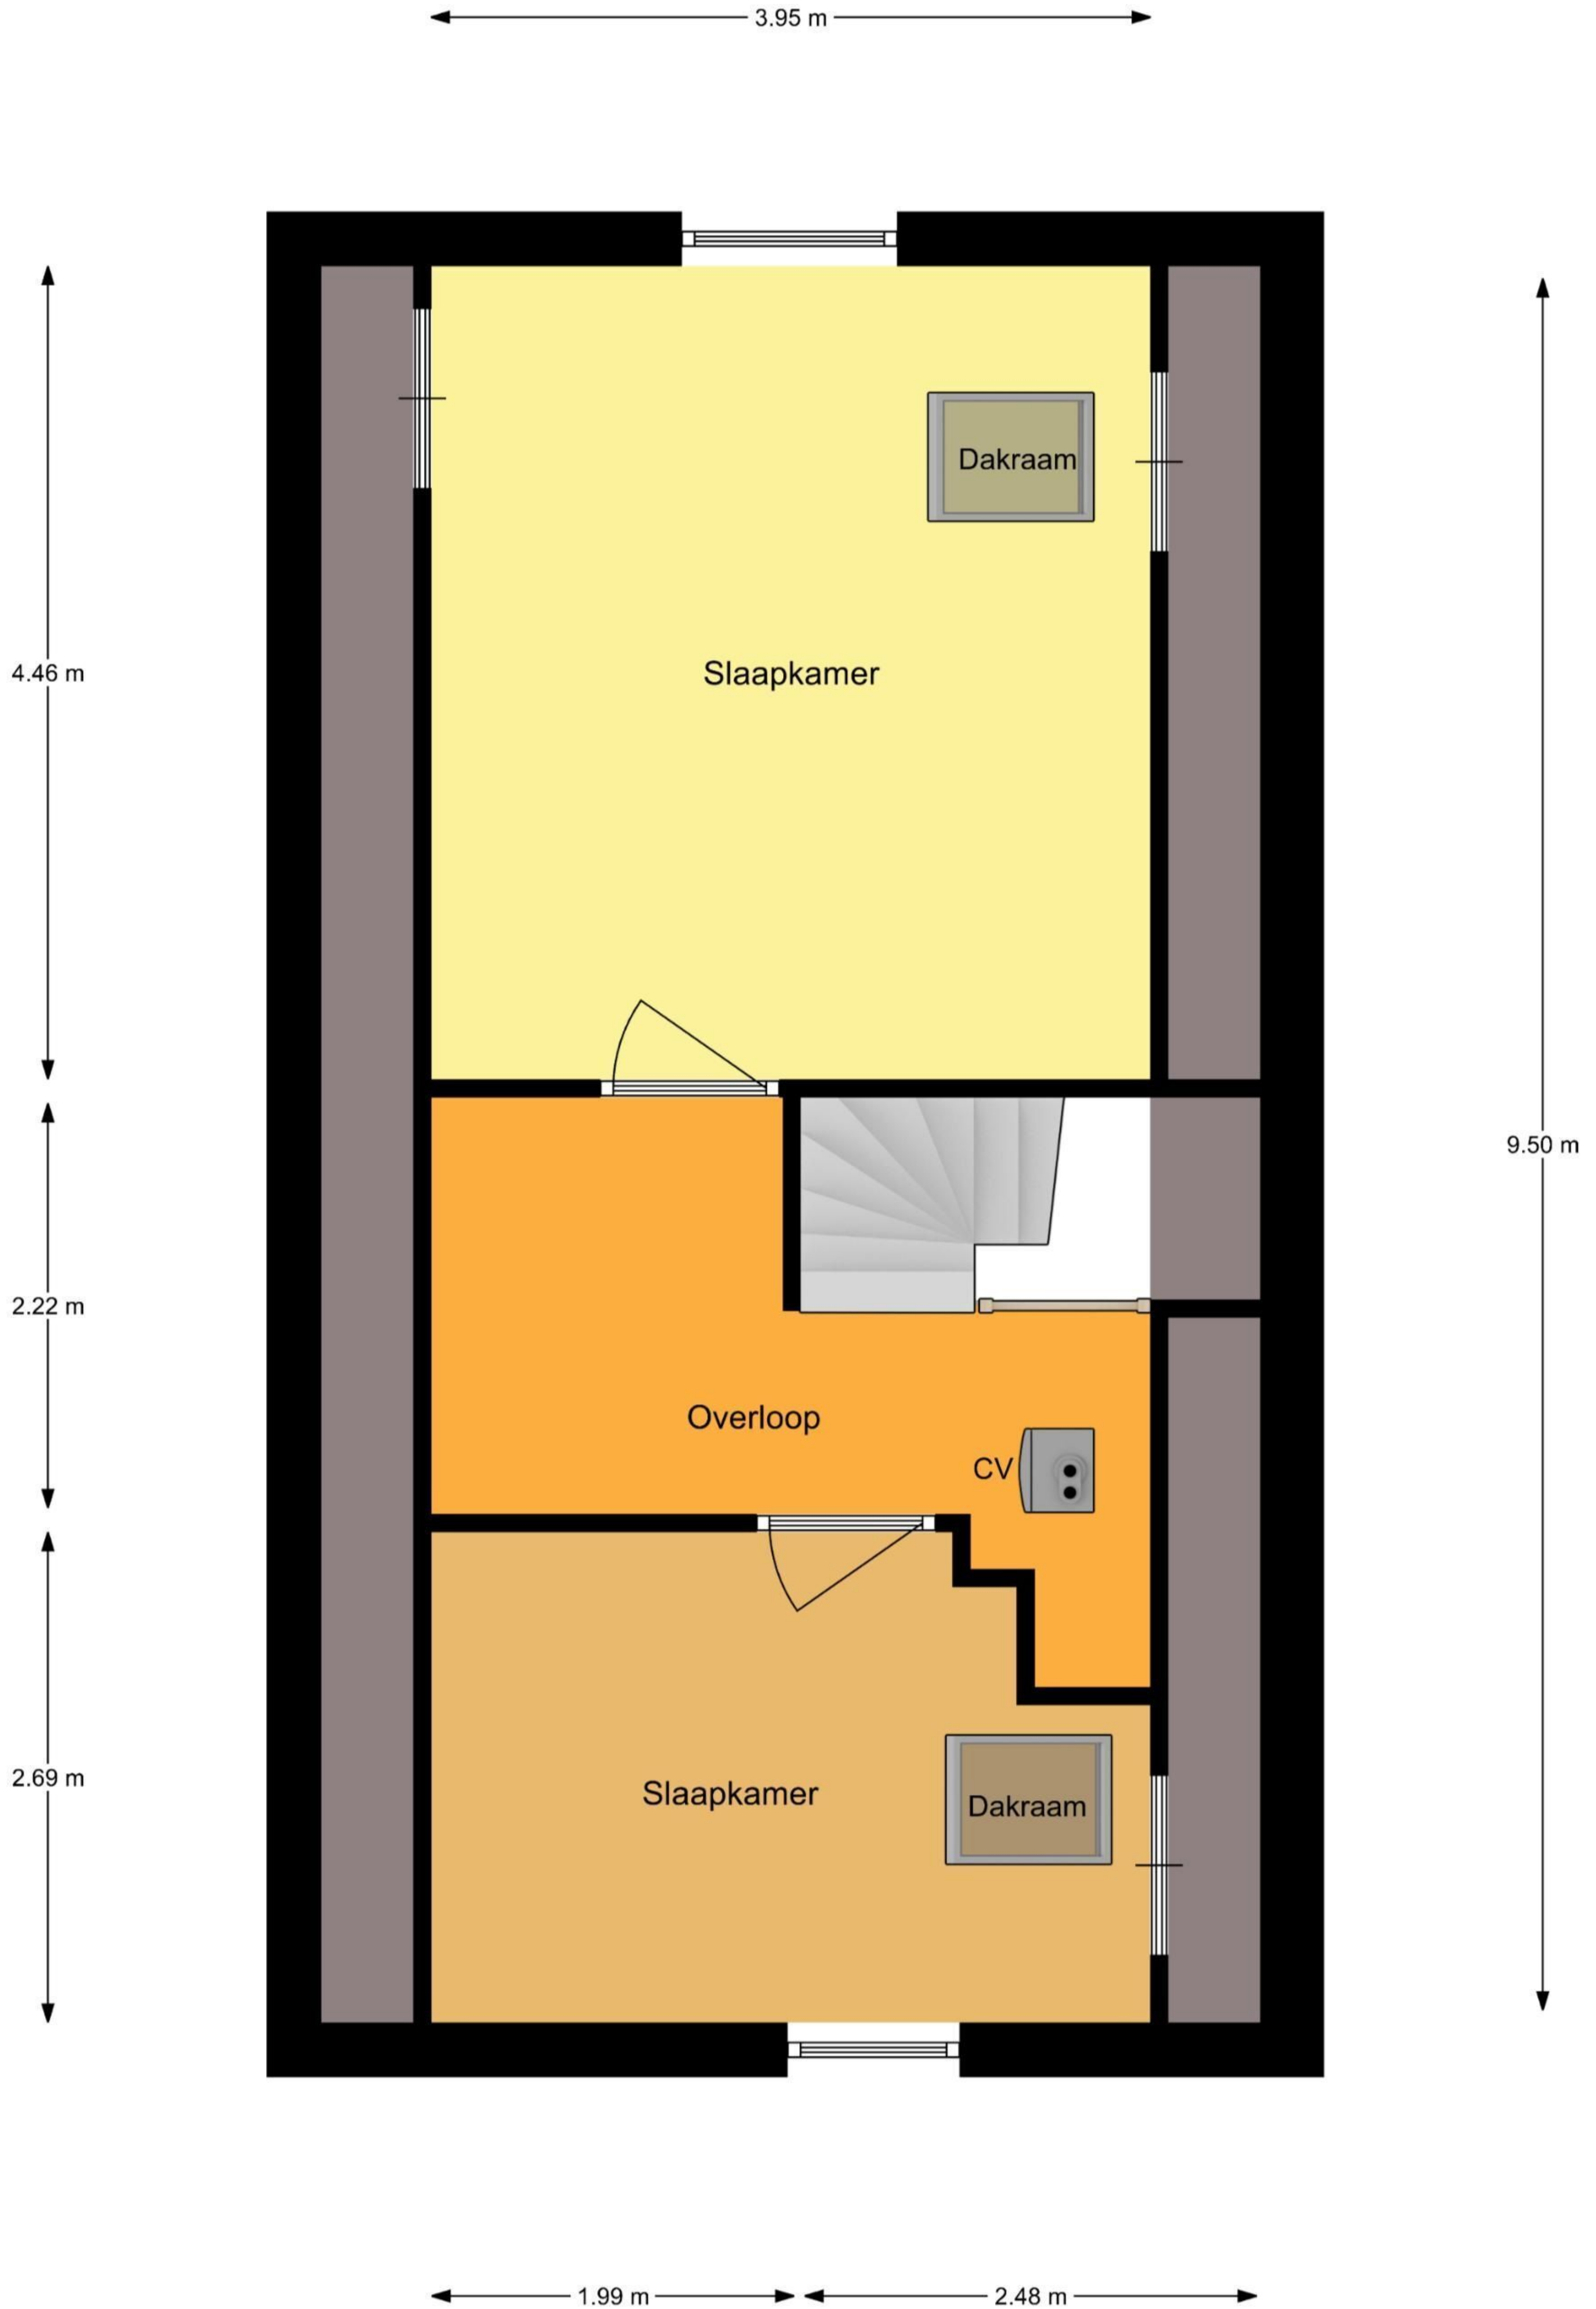 3.95 m
Dakraam
Slaapkamer
4.46 m
9.50 m
2.22 m
Overloop
CV
2.69 m
Slaapkamer
Dakraam
1.99 m
2.48 m